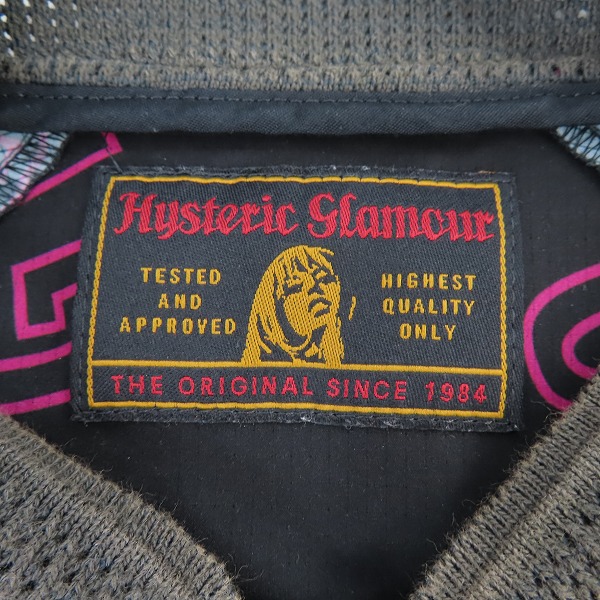 Hysteric Glamour
TESTED
AND
APPROVED
HIGHEST
QUALITY
ONLY
THE ORIGINAL SINCE 1984